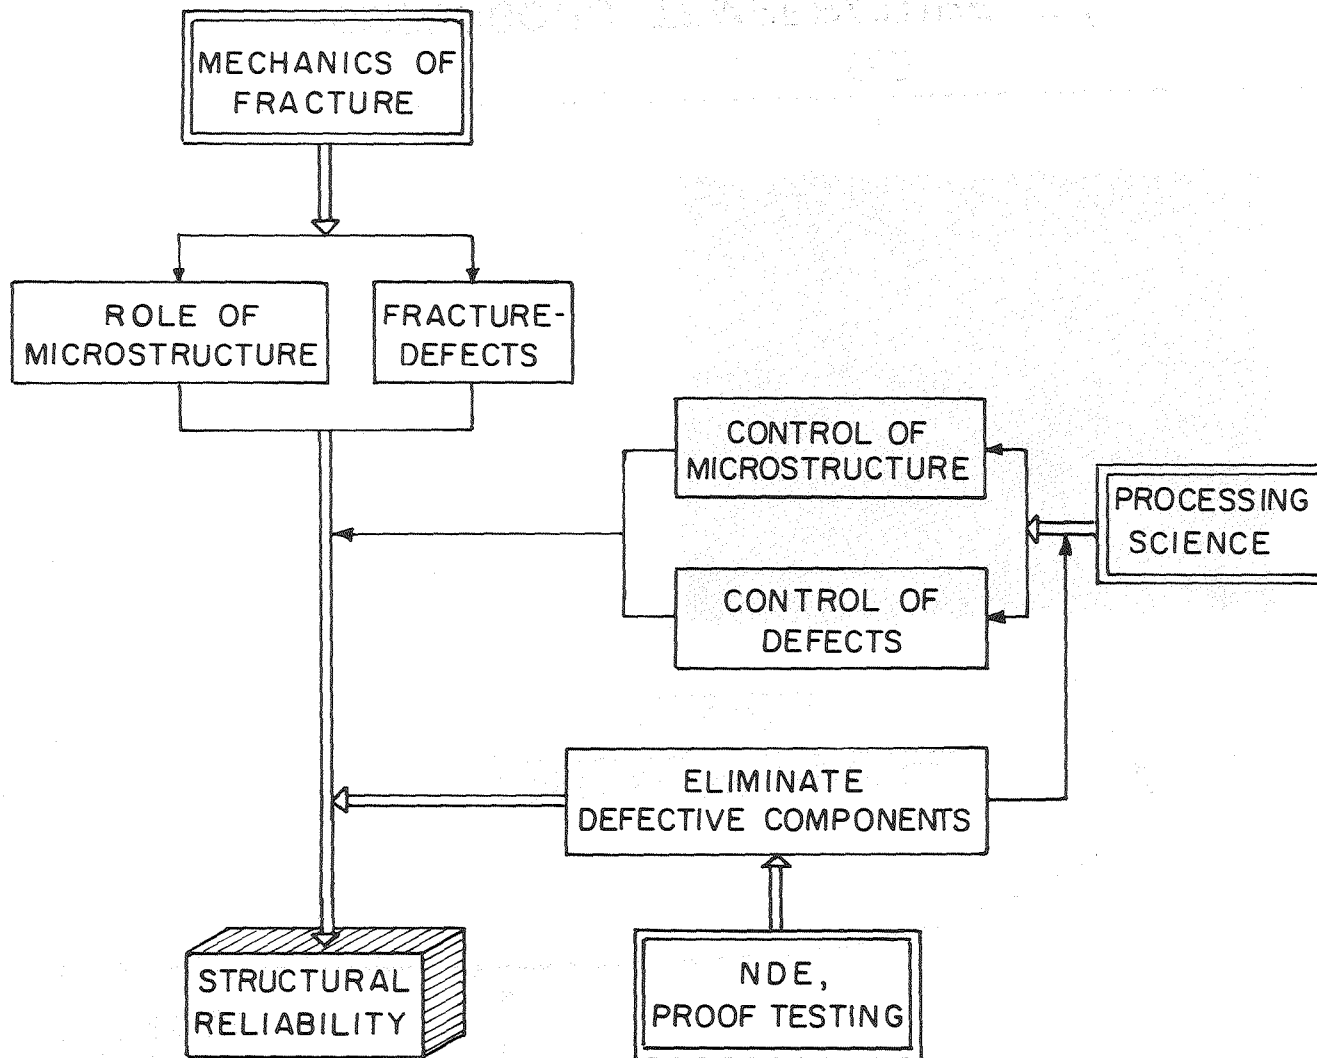 MECHANICS OF
FRACTURE
ROLE OF
MICROSTRUCTURE
FRACTURE-
DEFECTS
CONTROL OF
MICROSTRUCTURE
PROCESSING
SCIENCE
CONTROL OF
DEFECTS
ELIMINATE
DEFECTIVE COMPONENTS
STRUCTURAL
RELIABILITY
NDE,
PROOF TESTING